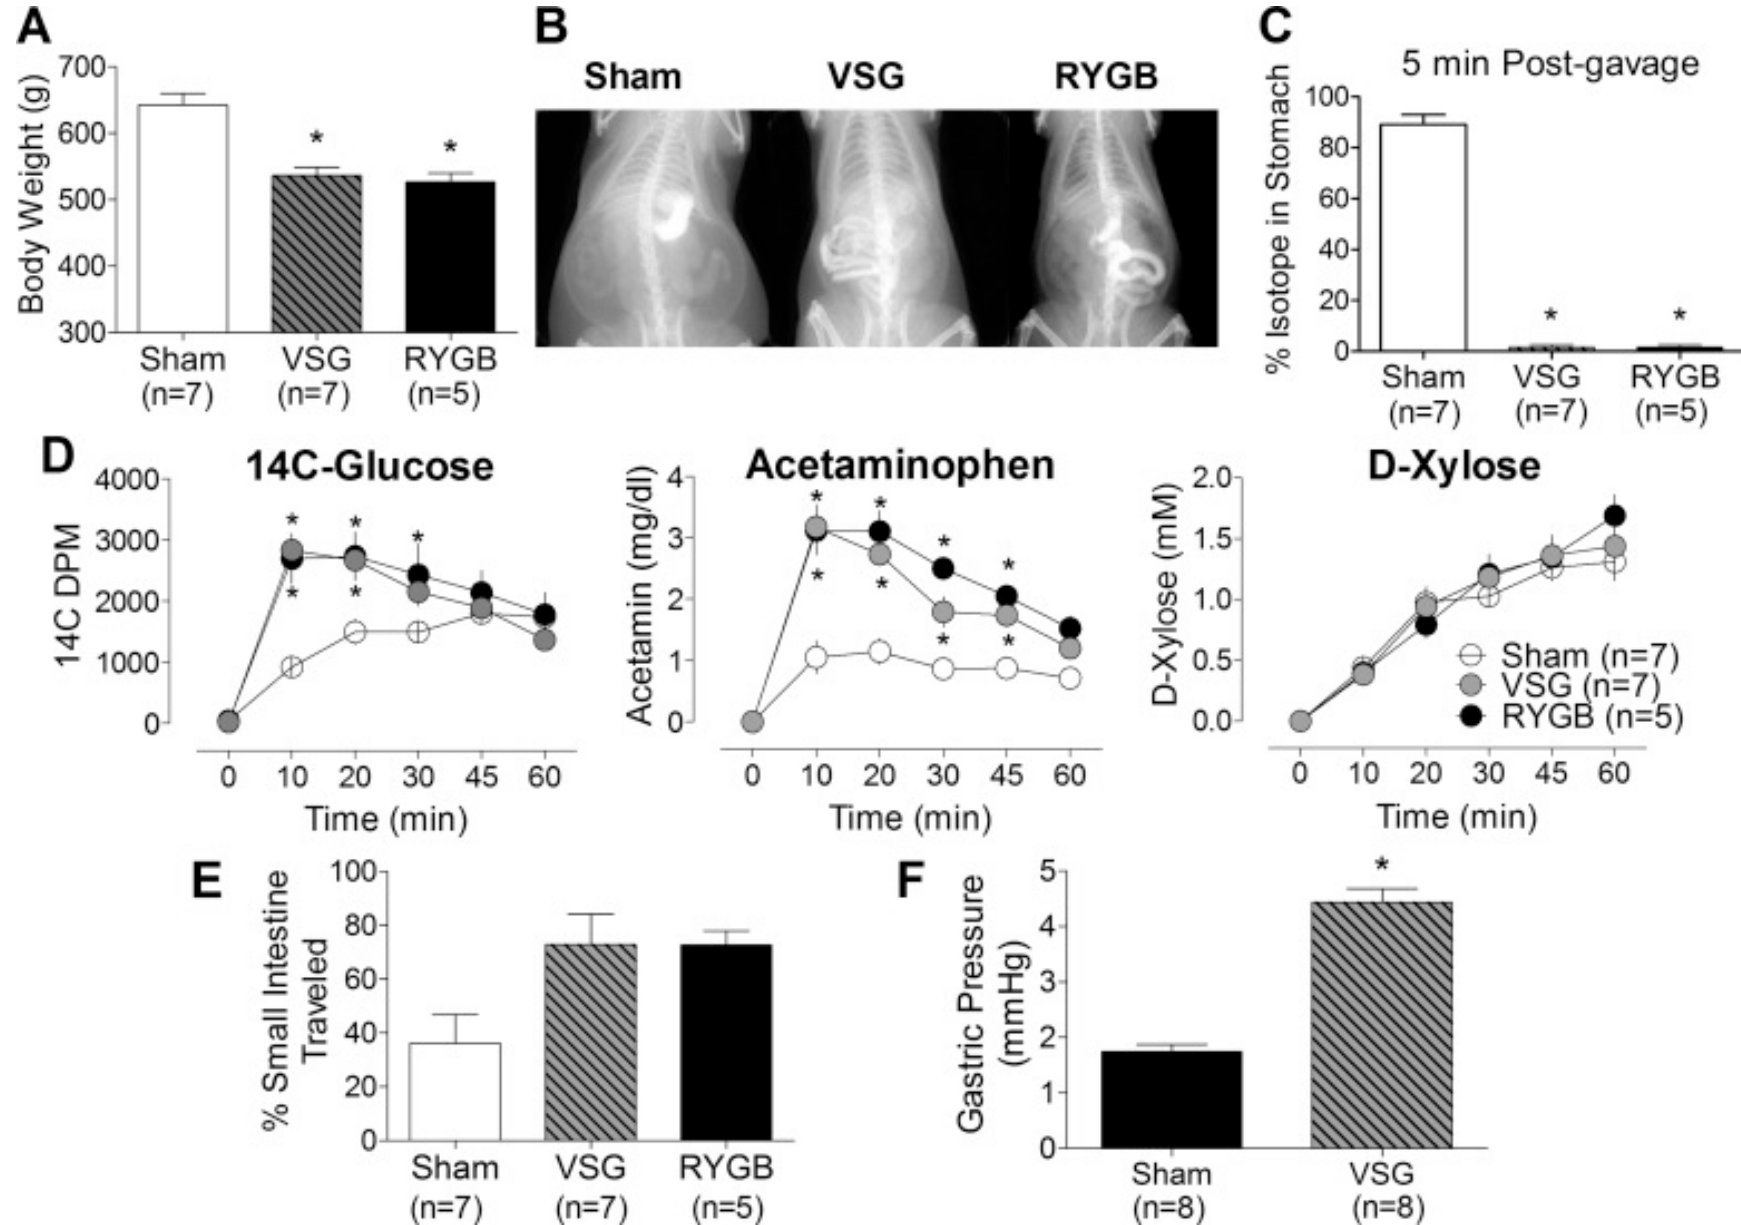 A
Body Weight (g)
700
600
500
400
300
*
*
Sham
(n=7)
VSG
(n=7)
RYGB
(n=5)
B
Sham
VSG
RYGB
C
5 min Post-gavage
% Isotope in Stomach
100
80
60
40
20
0
*
*
Sham
(n=7)
VSG
(n=7)
RYGB
(n=5)
D
14C-Glucose
14C DPM
4000
3000
2000
1000
0
* * *
* *
0 10 20 30 45 60
Time (min)
Acetaminophen
Acetamin (mg/dl)
4
3
2
1
0
* * * *
* * * *
0 10 20 30 45 60
Time (min)
D-Xylose
D-Xylose (mM)
2.0
1.5
1.0
0.5
0.0
Sham (n=7)
VSG (n=7)
RYGB (n=5)
0 10 20 30 45 60
Time (min)
E
% Small Intestine
Traveled
100
80
60
40
20
0
Sham
(n=7)
VSG
(n=7)
RYGB
(n=5)
F
Gastric Pressure
(mmHg)
5
4
3
2
1
0
*
Sham
(n=8)
VSG
(n=8)